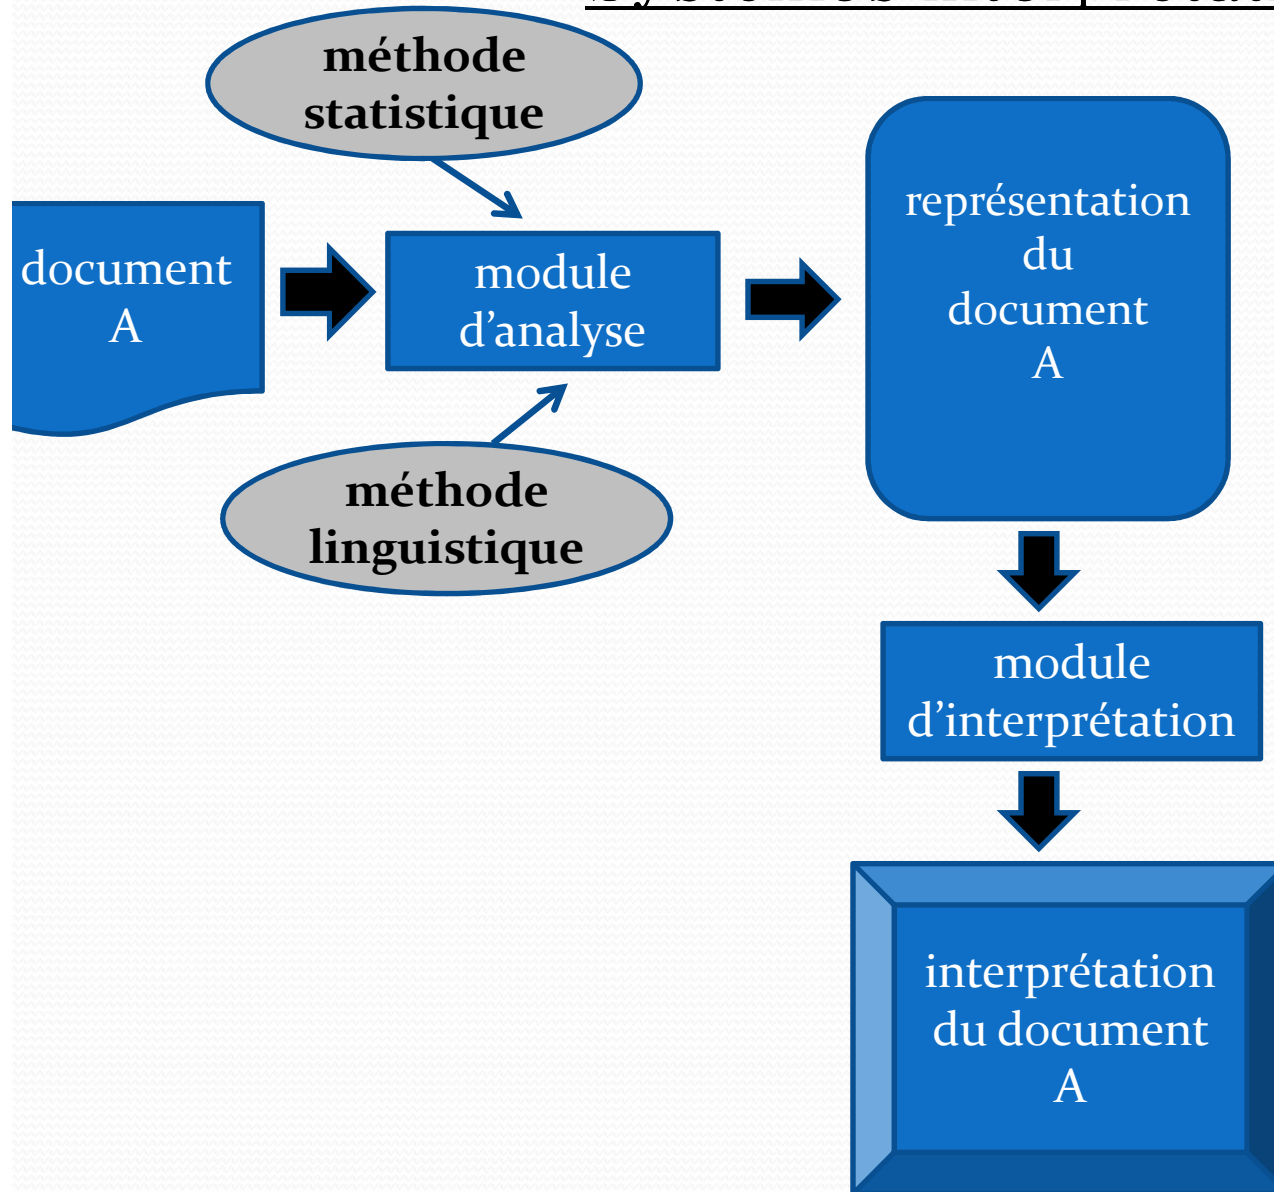 méthode
statistique
document
A
module
d’analyse
représentation
du
document
A
méthode
linguistique
module
d’interprétation
interprétation
du document
A